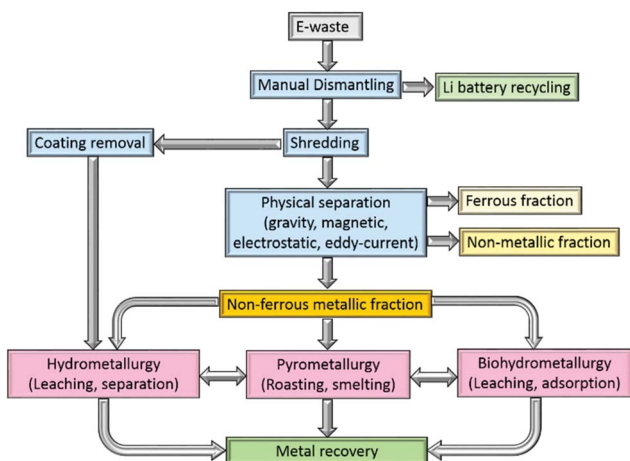 E-waste
Manual Dismantling
Li battery recycling
Coating removal
Shredding
Physical separation
(gravity, magnetic,
electrostatic, eddy-current)
Ferrous fraction
Non-metallic fraction
Non-ferrous metallic fraction
Hydrometallurgy
(Leaching, separation)
Pyrometallurgy
(Roasting, smelting)
Biohydrometallurgy
(Leaching, adsorption)
Metal recovery